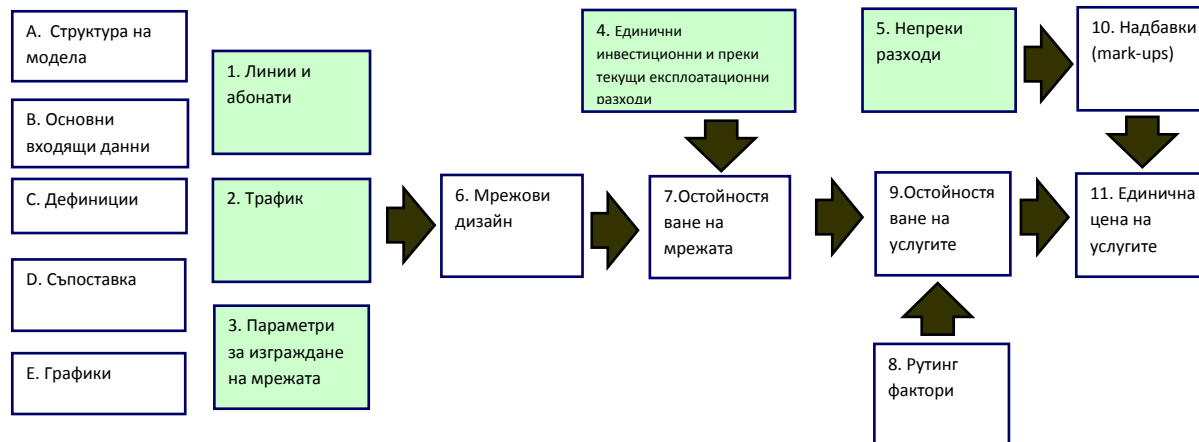 A. Структура на
модела
B. Основни
входящи данни
C. Дефиниции
D. Съпоставка
E. Графики
1. Линии и
абонати
2. Трафик
3. Параметри
за изграждане
на мрежата
4. Единични
инвестиционни и преки
текущи експлоатационни
разходи
5. Непреки
разходи
10. Надбавки
(mark-ups)
6. Мрежови
дизайн
7.Остойностя
ване на
мрежата
9.Остойностя
ване на
услугите
11. Единична
цена на
услугите
8. Рутинг
фактори